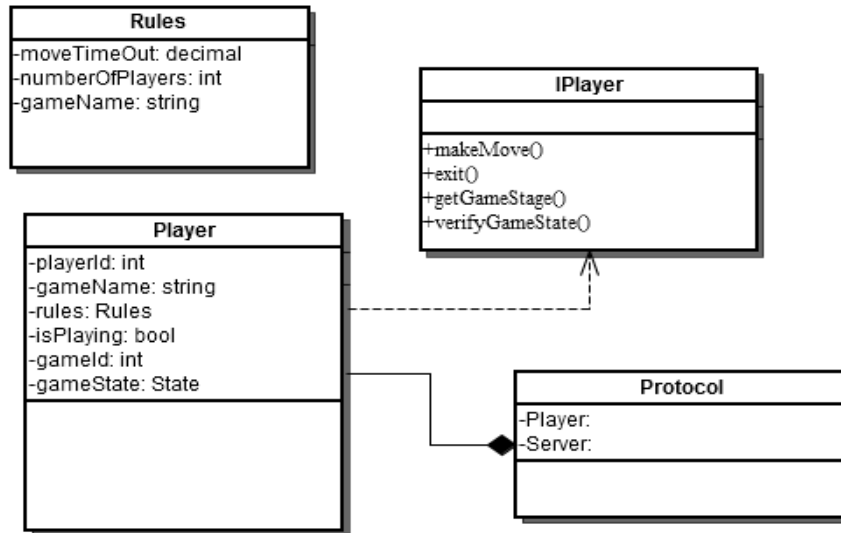 Rules
-moveTimeOut: decimal
-numberOfPlayers: int
-gameName: string
IPlayer
+makeMove()
+exit()
+getGameStage()
+verifyGameState()
Player
-playerId: int
-gameName: string
-rules: Rules
-isPlaying: bool
-gameId: int
-gameState: State
Protocol
-Player:
-Server: